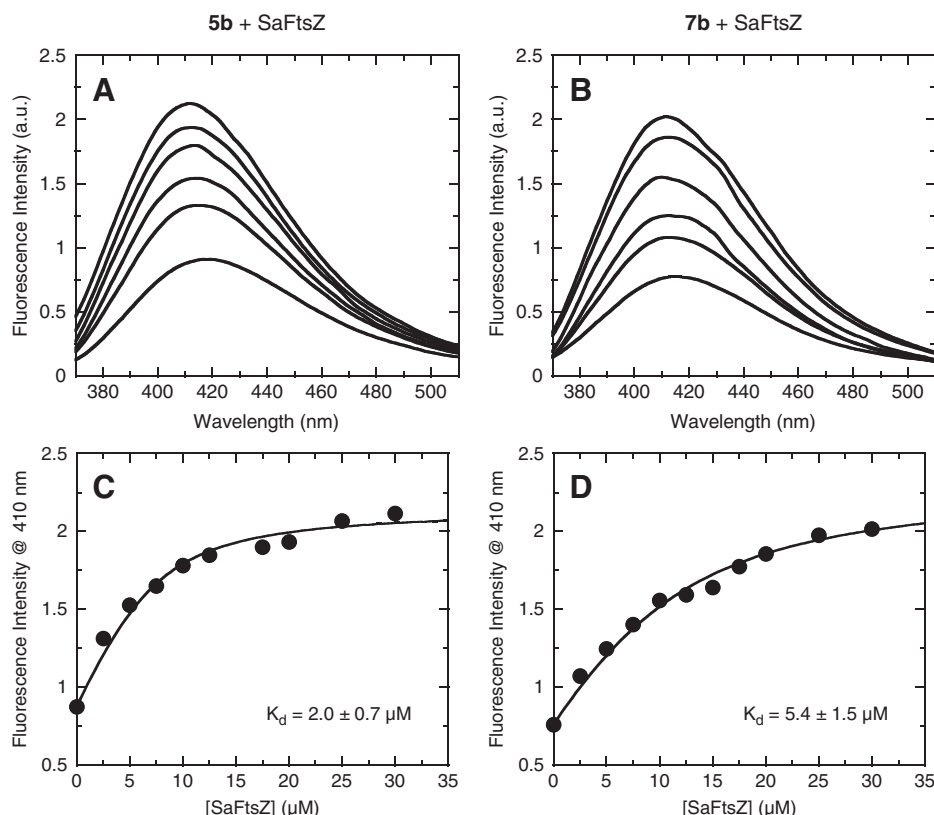 5b + SaFtsZ
7b + SaFtsZ
A
Fluorescence Intensity (a.u.)
2.5
2
1.5
1
0.5
0
380 400 420 440 460 480 500
Wavelength (nm)
B
Fluorescence Intensity (a.u.)
2.5
2
1.5
1
0.5
0
380 400 420 440 460 480 500
Wavelength (nm)
C
Fluorescence Intensity @ 410 nm
2.5
2
1.5
1
0.5
Kd = 2.0 ± 0.7 µM
0 5 10 15 20 25 30 35
[SaFtsZ] (µM)
D
Fluorescence Intensity @ 410 nm
2.5
2
1.5
1
0.5
Kd = 5.4 ± 1.5 µM
0 5 10 15 20 25 30 35
[SaFtsZ] (µM)